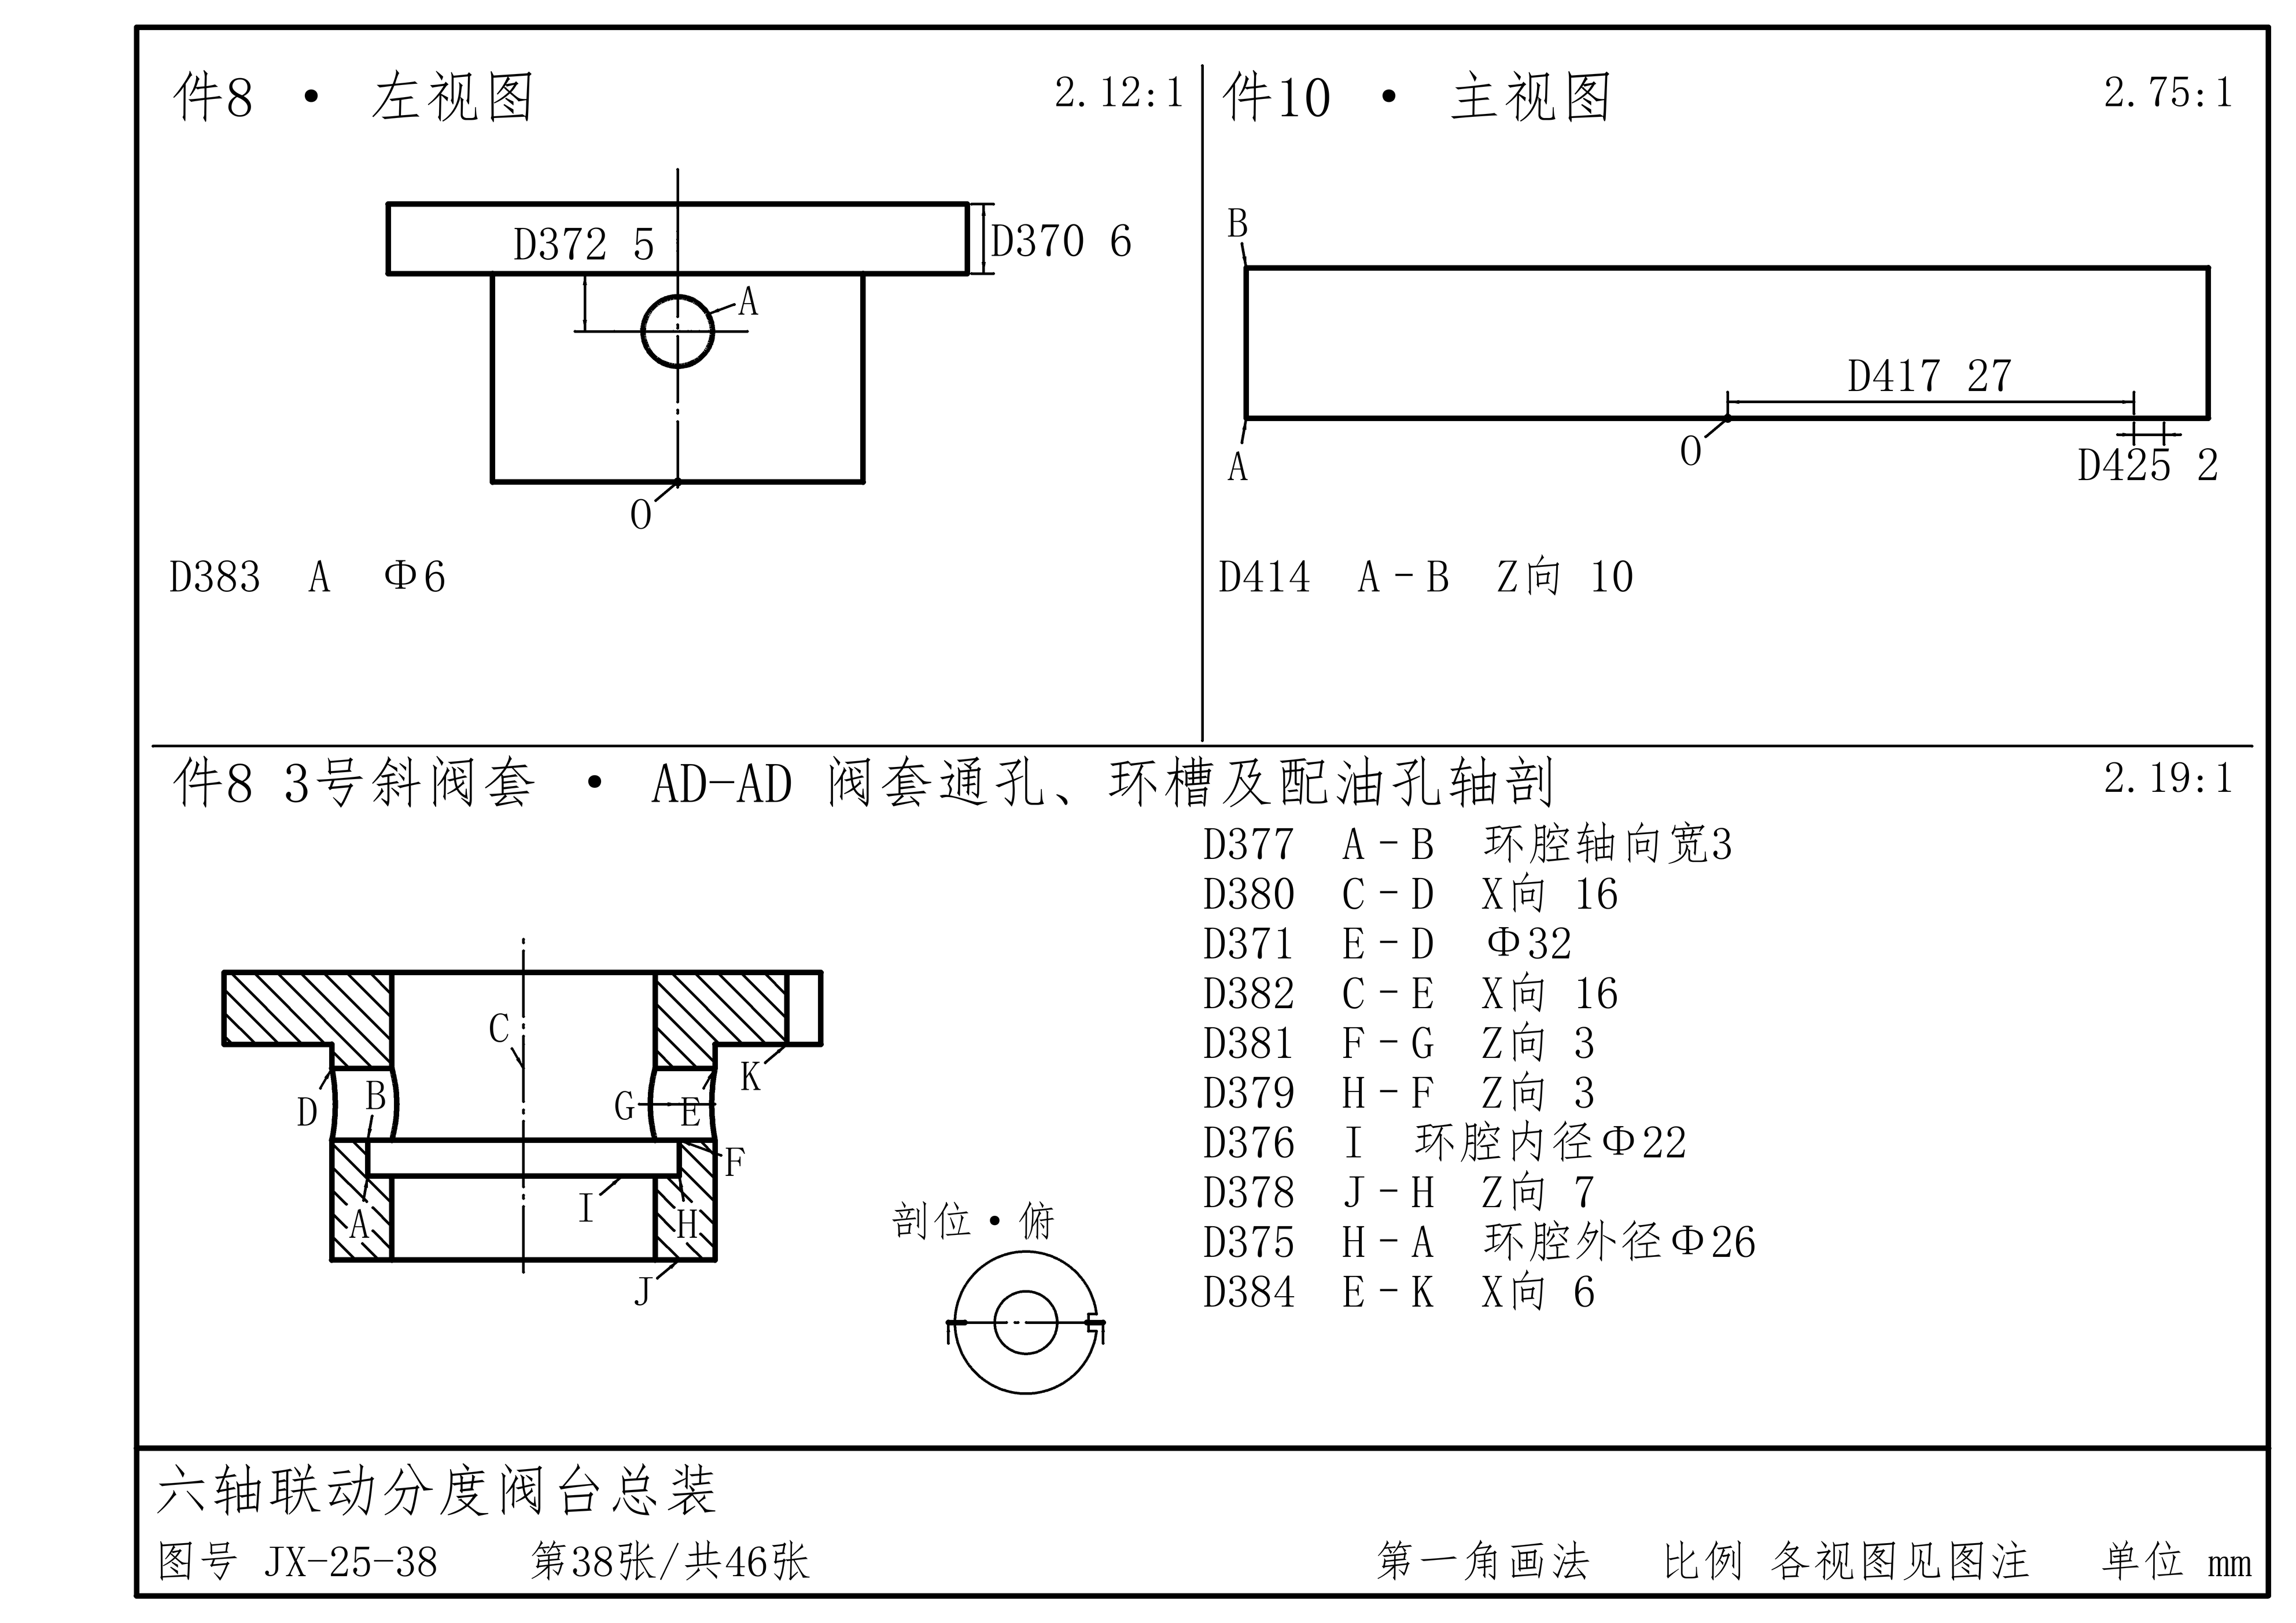 件8 · 左视图 2.12:1
D372 5
D370 6
A
O
D383 A Φ6
件10 · 主视图 2.75:1
B
D417 27
O
A
D425 2
D414 A-B Z向 10
件8 3号斜阀套 · AD-AD 阀套通孔、环槽及配油孔轴剖 2.19:1
D377 A-B 环腔轴向宽3
D380 C-D X向 16
D371 E-D Φ32
D382 C-E X向 16
D381 F-G Z向 3
D379 H-F Z向 3
D376 I 环腔内径Φ22
D378 J-H Z向 7
D375 H-A 环腔外径Φ26
D384 E-K X向 6
C
K
D B G E
F
I
A H
J
剖位·俯
六轴联动分度阀台总装
图号 JX-25-38 第38张/共46张 第一角画法 比例 各视图见图注 单位 mm